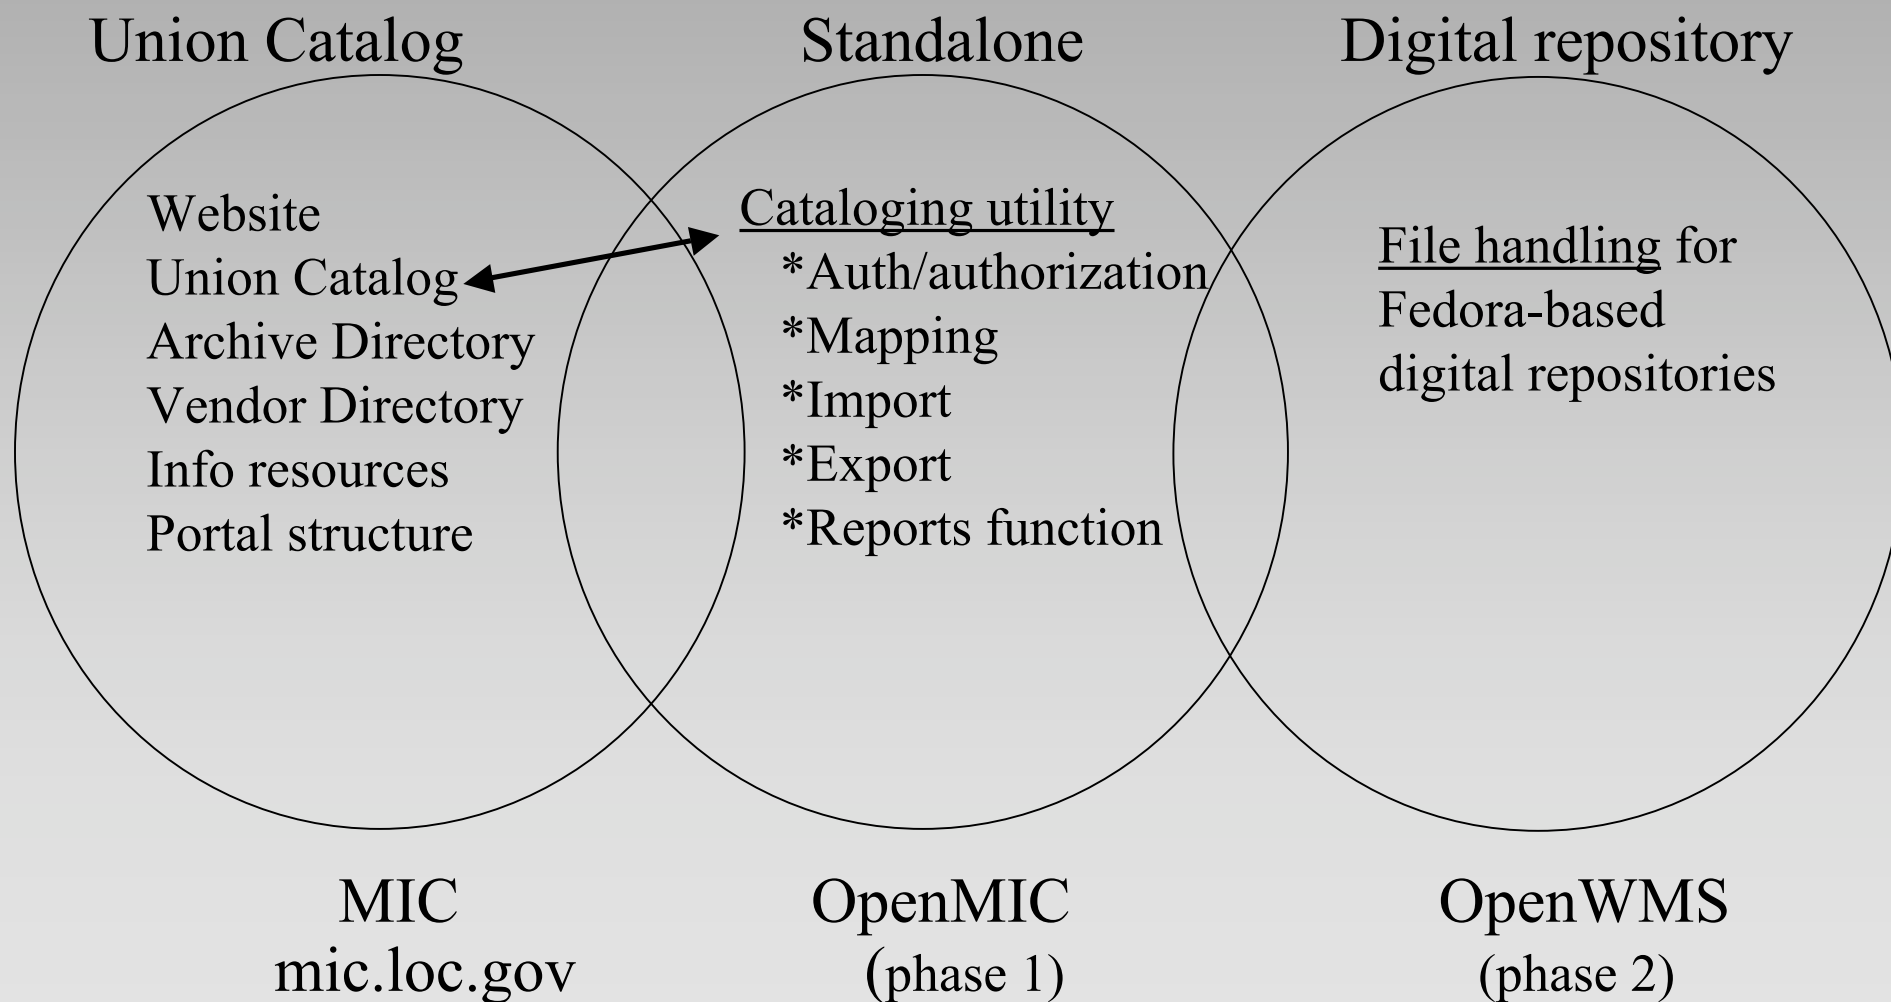 Union Catalog
Website
Union Catalog
Archive Directory
Vendor Directory
Info resources
Portal structure
MIC
mic.loc.gov
Standalone
Cataloging utility
*Auth/authorization
*Mapping
*Import
*Export
*Reports function
OpenMIC
(phase 1)
Digital repository
File handling for
Fedora-based
digital repositories
OpenWMS
(phase 2)